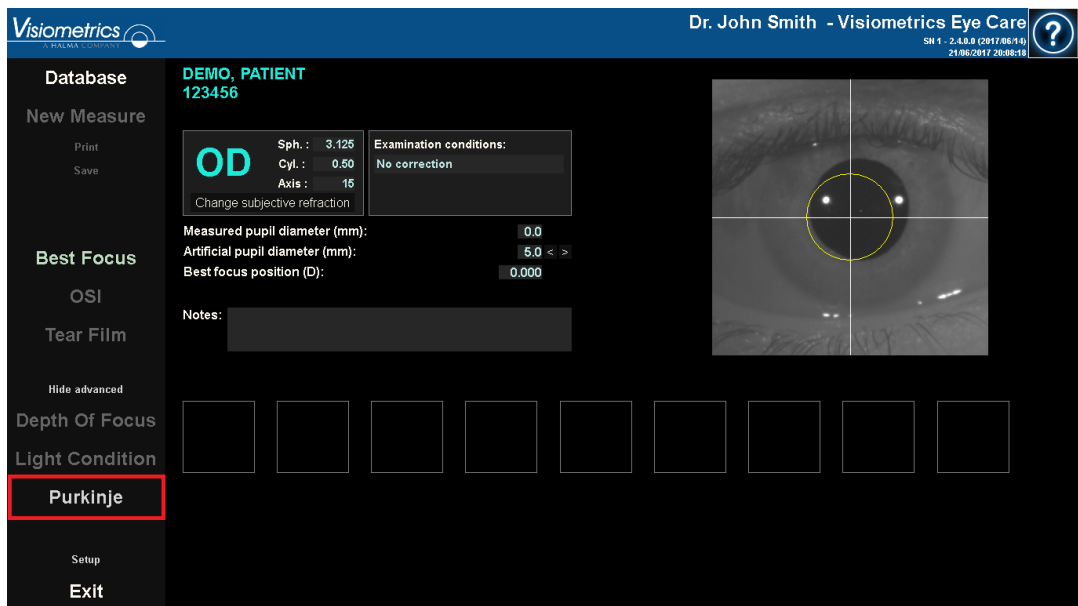 Visiometrics
A HALMA COMPANY
Dr. John Smith - Visiometrics Eye Care
SN 1 - 2.4.0.0 (2017/06/14)
21/06/2017 20:08:18
?
Database
New Measure
Print
Save
Best Focus
OSI
Tear Film
Hide advanced
Depth Of Focus
Light Condition
Purkinje
Setup
Exit
DEMO, PATIENT
123456
OD
Sph. : 3.125
Cyl. : 0.50
Axis : 15
Change subjective refraction
Examination conditions:
No correction
Measured pupil diameter (mm): 0.0
Artificial pupil diameter (mm): 5.0 < >
Best focus position (D): 0.000
Notes: